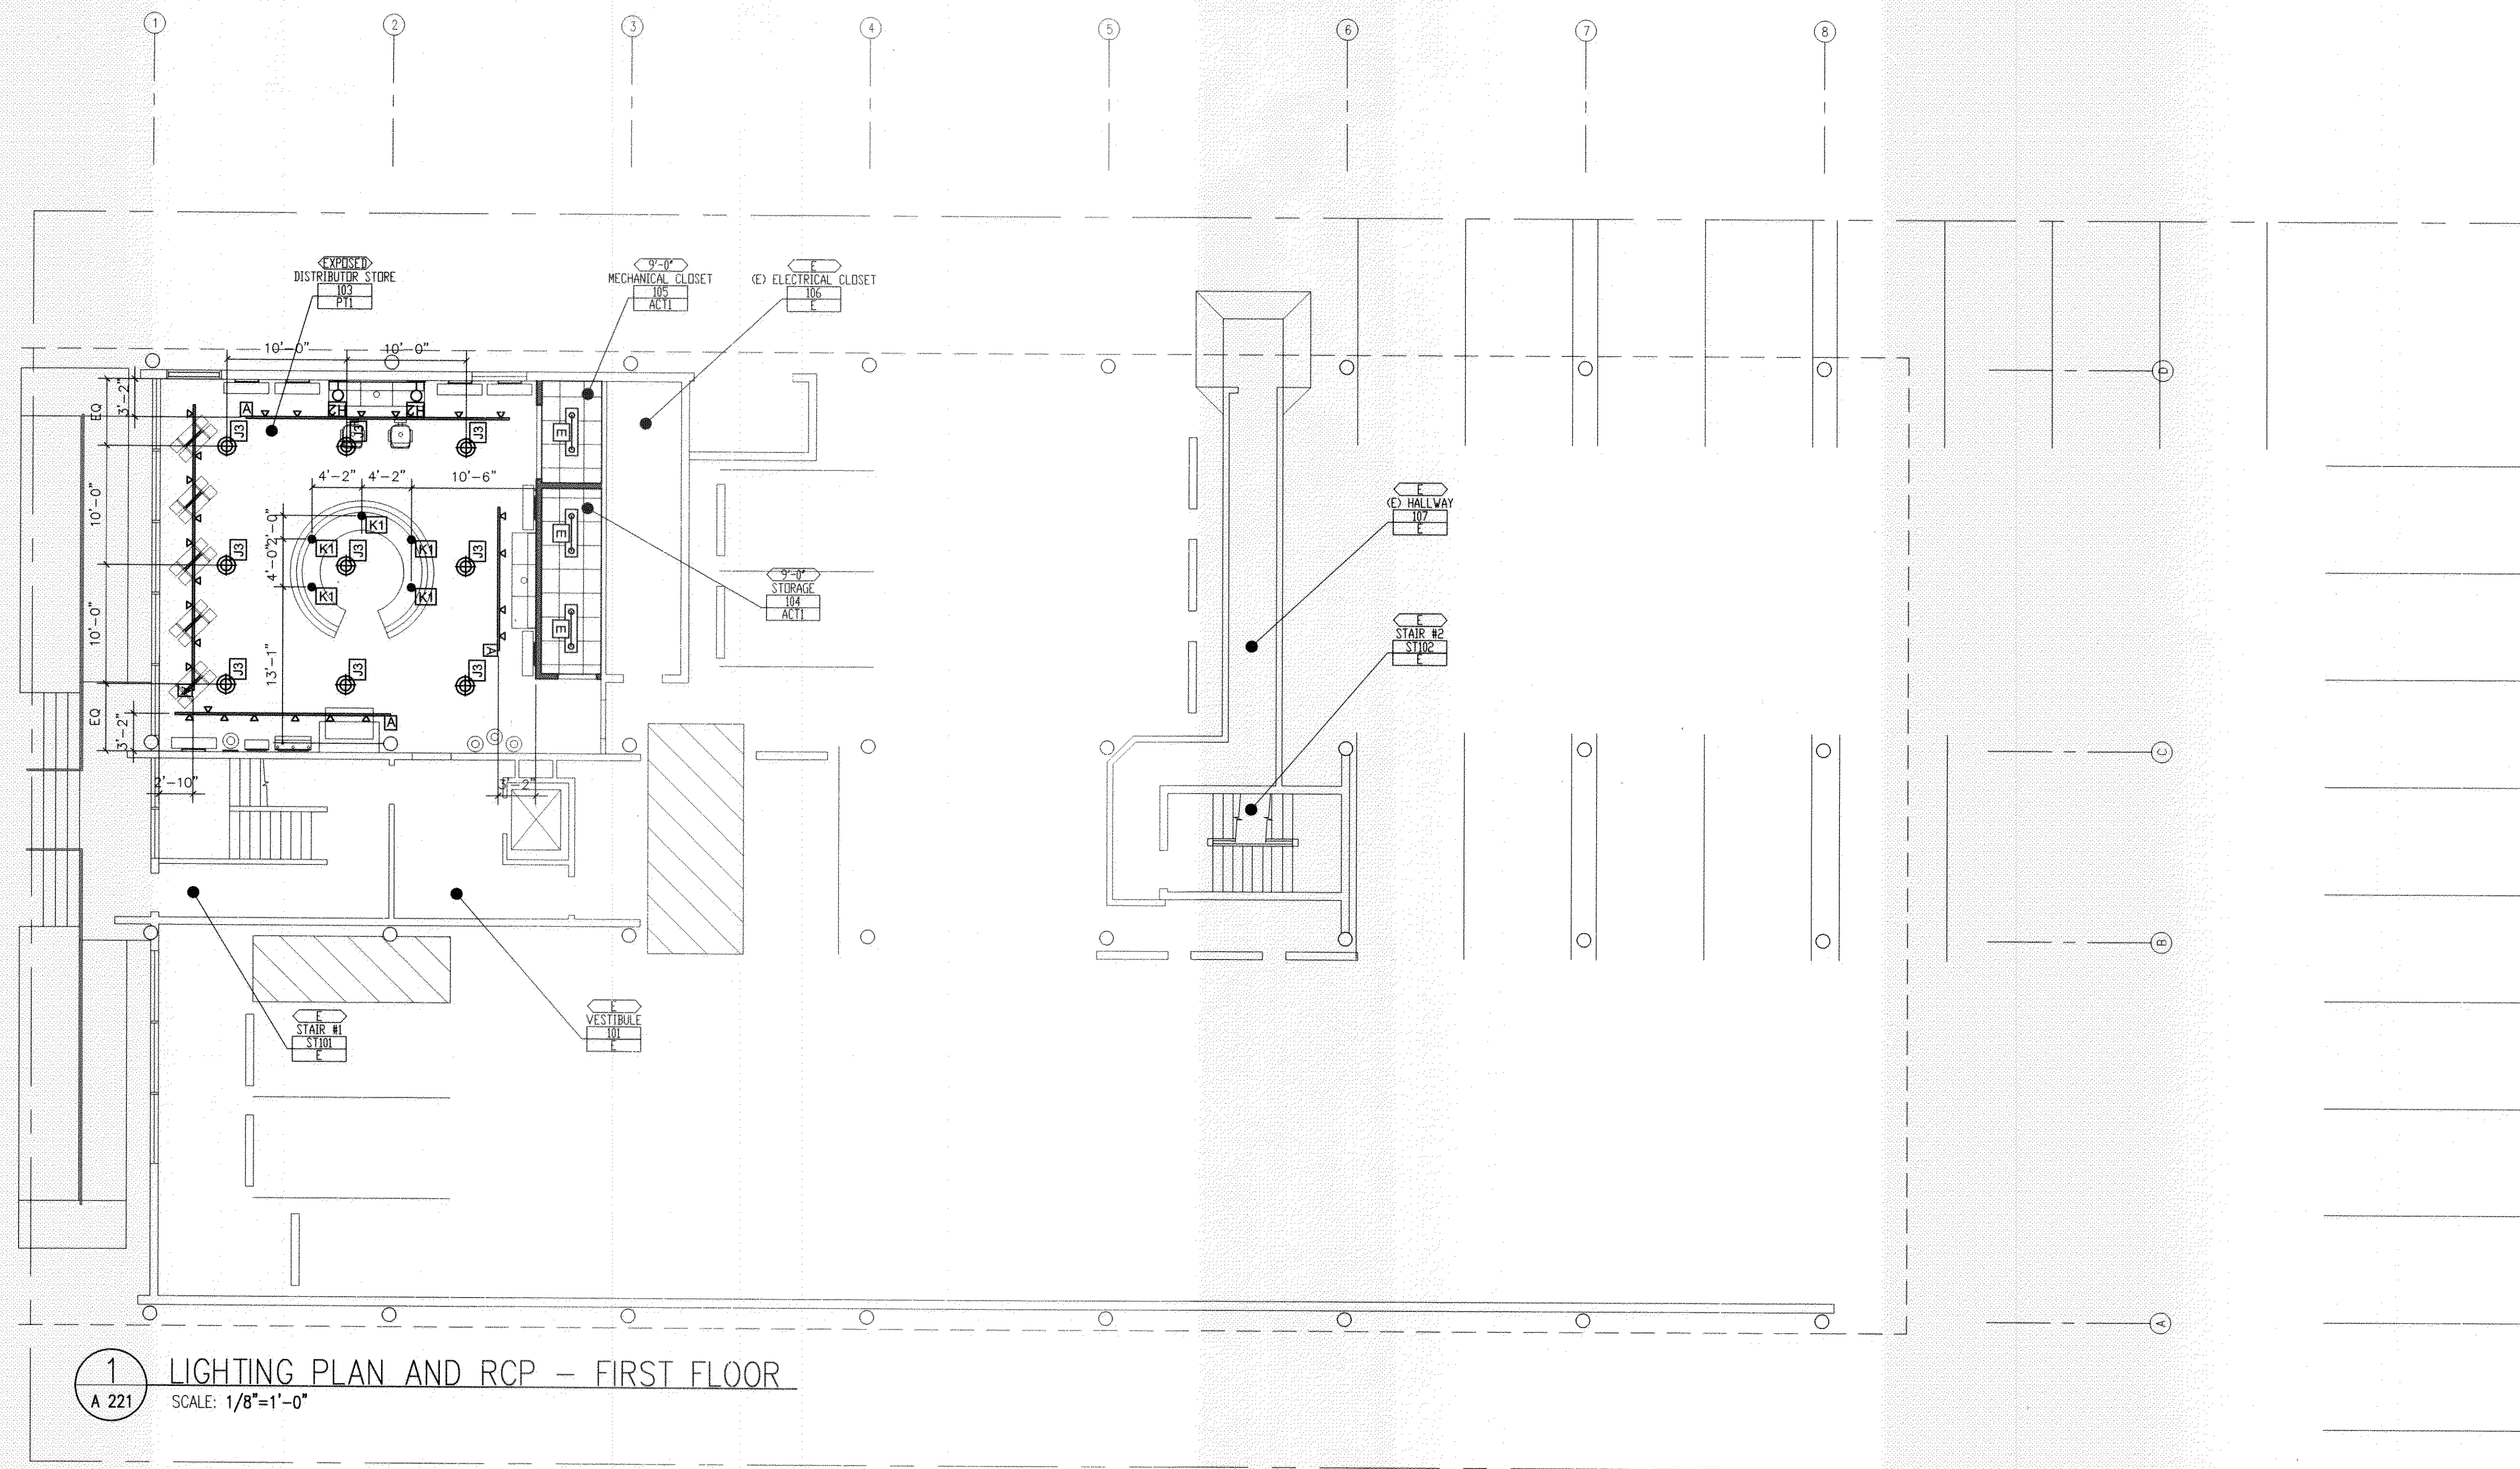 1 2 3 4 5 6 7 8
EXPOSED
DISTRIBUTOR STORE
103
PT1
9'-0"
MECHANICAL CLOSET
105
ACT1
E
(E) ELECTRICAL CLOSET
106
E
10'-0" 10'-0"
D
EQ
3'-2"
A
H2 H2
J3 J3 J3
E
4'-2" 4'-2" 10'-6"
10'-0"
2'-0"
4'-0"
K1
K1 K1
K1 K1
J3 J3 J3
E
E
E
(E) HALLWAY
107
E
9'-0"
STORAGE
104
ACT1
10'-0"
13'-1"
E
STAIR #2
ST102
E
A
J3 J3 J3
EQ
3'-2"
A
C
2'-10"
3'-2"
B
E
STAIR #1
ST101
E
E
VESTIBULE
101
E
A
1
A 221
LIGHTING PLAN AND RCP – FIRST FLOOR
SCALE: 1/8"=1'-0"